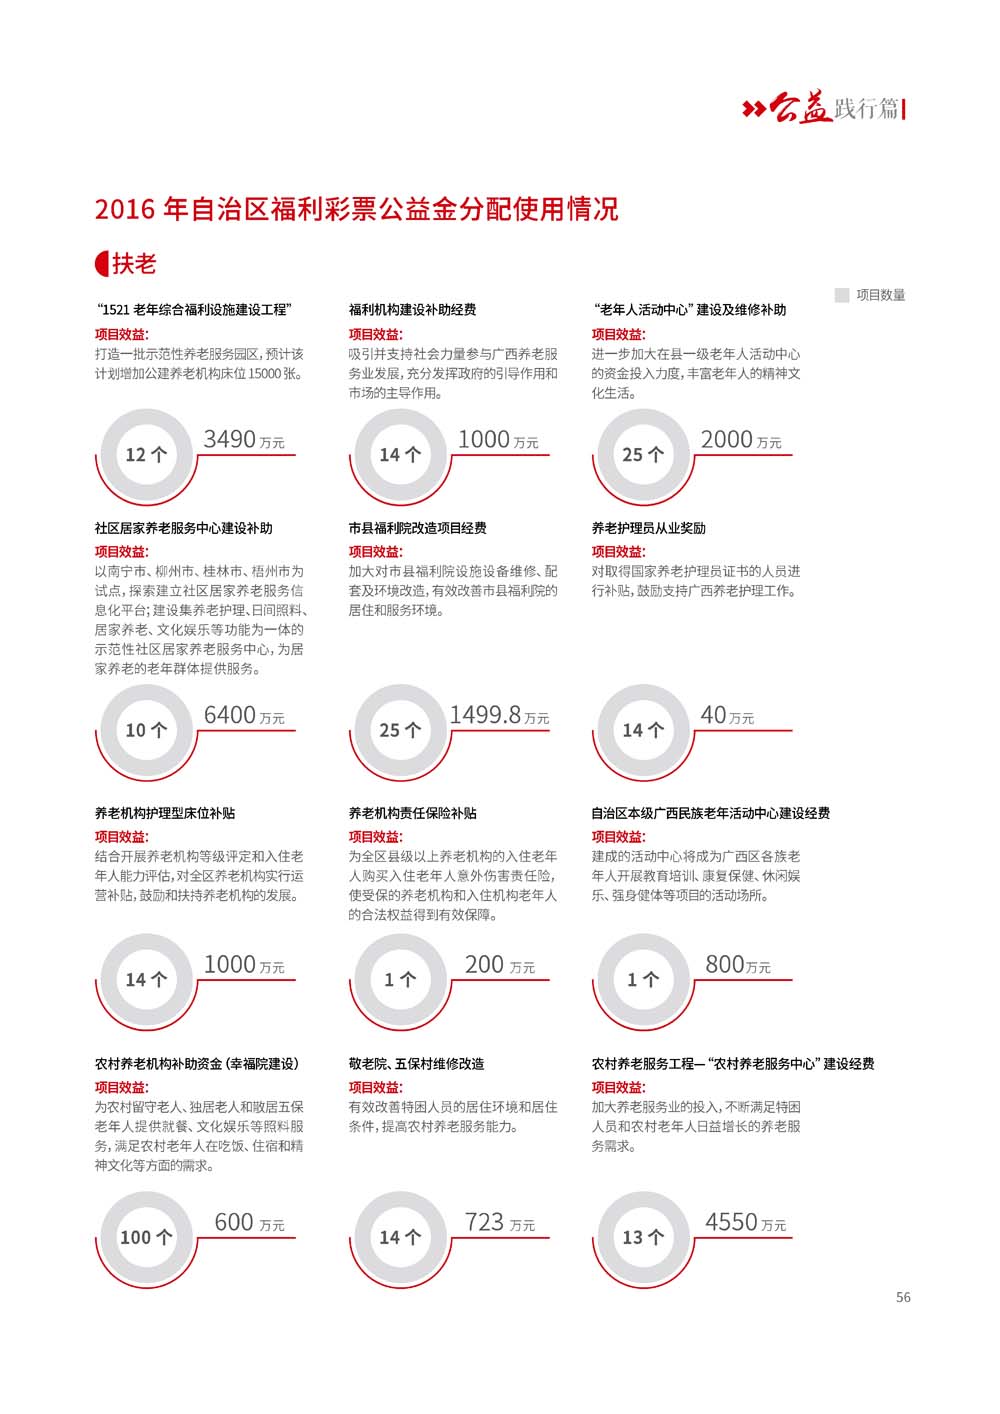 公益践行篇
2016 年自治区福利彩票公益金分配使用情况
扶老
项目数量
“1521 老年综合福利设施建设工程”
项目效益：
打造一批示范性养老服务园区，预计该
计划增加公建养老机构床位 15000 张。
12 个
3490 万元
福利机构建设补助经费
项目效益：
吸引并支持社会力量参与广西养老服
务业发展，充分发挥政府的引导作用和
市场的主导作用。
14 个
1000 万元
“老年人活动中心”建设及维修补助
项目效益：
进一步加大在县一级老年人活动中心
的资金投入力度，丰富老年人的精神文
化生活。
25 个
2000 万元
社区居家养老服务中心建设补助
项目效益：
以南宁市、柳州市、桂林市、梧州市为
试点，探索建立社区居家养老服务信
息化平台；建设集养老护理、日间照料、
居家养老、文化娱乐等功能为一体的
示范性社区居家养老服务中心，为居
家养老的老年群体提供服务。
10 个
6400 万元
市县福利院改造项目经费
项目效益：
加大对市县福利院设施设备维修、配
套及环境改造，有效改善市县福利院的
居住和服务环境。
25 个
1499.8 万元
养老护理员从业奖励
项目效益：
对取得国家养老护理员证书的人员进
行补贴，鼓励支持广西养老护理工作。
14 个
40 万元
养老机构护理型床位补贴
项目效益：
结合开展养老机构等级评定和入住老
年人能力评估，对全区养老机构实行运
营补贴，鼓励和扶持养老机构的发展。
14 个
1000 万元
养老机构责任保险补贴
项目效益：
为全区县级以上养老机构的入住老年
人购买入住老年人意外伤害责任险，
使受保的养老机构和入住机构老年人
的合法权益得到有效保障。
1 个
200 万元
自治区本级广西民族老年活动中心建设经费
项目效益：
建成的活动中心将成为广西区各族老
年人开展教育培训、康复保健、休闲娱
乐、强身健体等项目的活动场所。
1 个
800万元
农村养老机构补助资金（幸福院建设）
项目效益：
为农村留守老人、独居老人和散居五保
老年人提供就餐、文化娱乐等照料服
务，满足农村老年人在吃饭、住宿和精
神文化等方面的需求。
100 个
600 万元
敬老院、五保村维修改造
项目效益：
有效改善特困人员的居住环境和居住
条件，提高农村养老服务能力。
14 个
723 万元
农村养老服务工程—“农村养老服务中心”建设经费
项目效益：
加大养老服务业的投入，不断满足特困
人员和农村老年人日益增长的养老服
务需求。
13 个
4550 万元
56